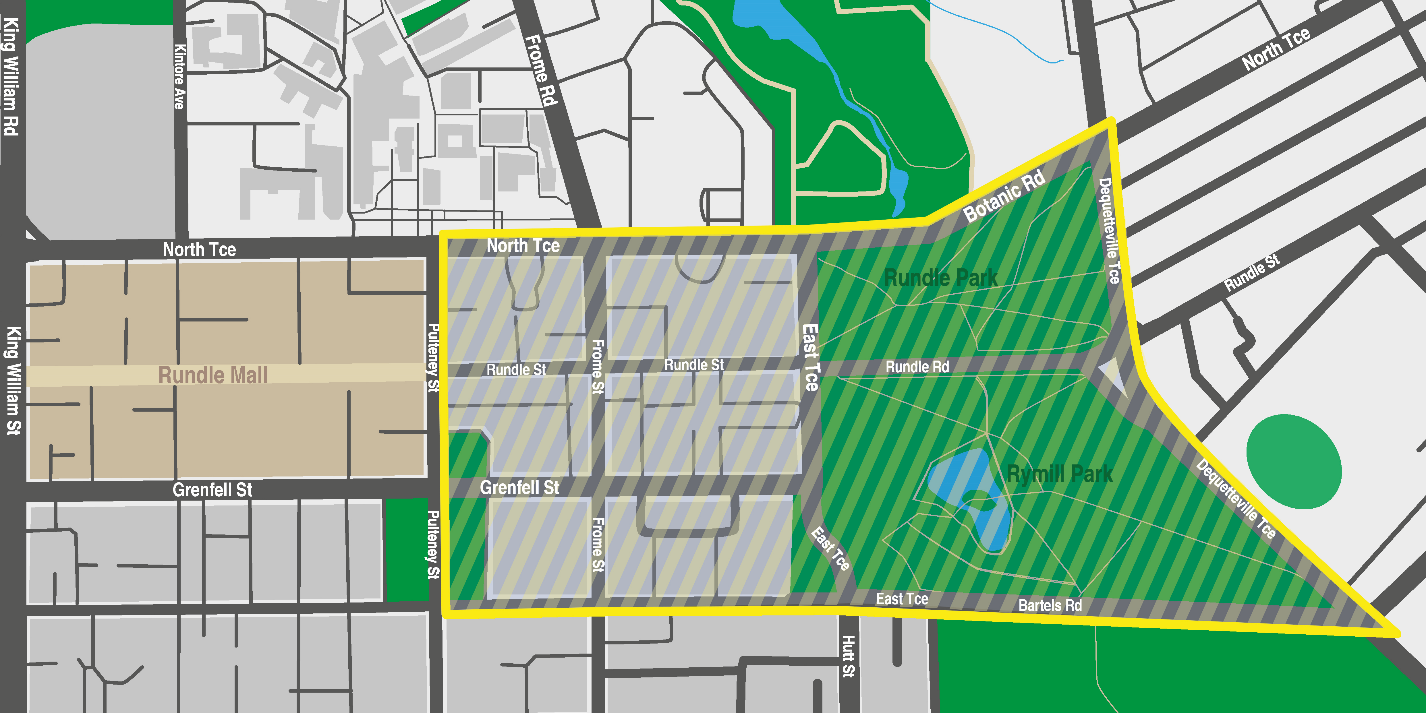 King William Rd
Kintore Ave
Frome Rd
North Tce
Botanic Rd
Daquetteville Tce
North Tce
North Tce
Rundle Park
Rundle St
King William St
Rundle Mall
Pulteney St
Rundle St
Frome St
Rundle St
East Tce
Rundle Rd
Rymill Park
Grenfell St
Grenfell St
Dequetteville Tce
Pulteney St
Frome St
East Tce
East Tce
Bartels Rd
Hutt St